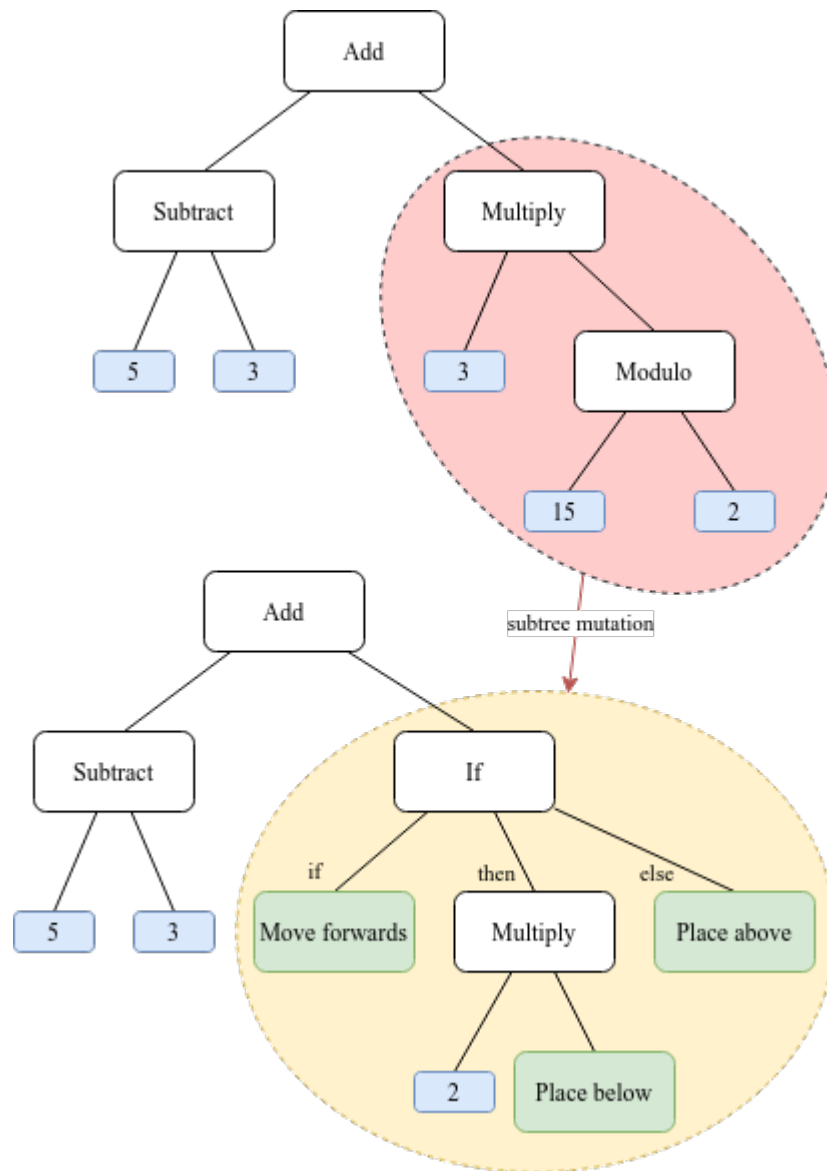 Add
Subtract
Multiply
5
3
3
Modulo
15
2
subtree mutation
Add
Subtract
If
if
then
else
5
3
Move forwards
Multiply
Place above
2
Place below